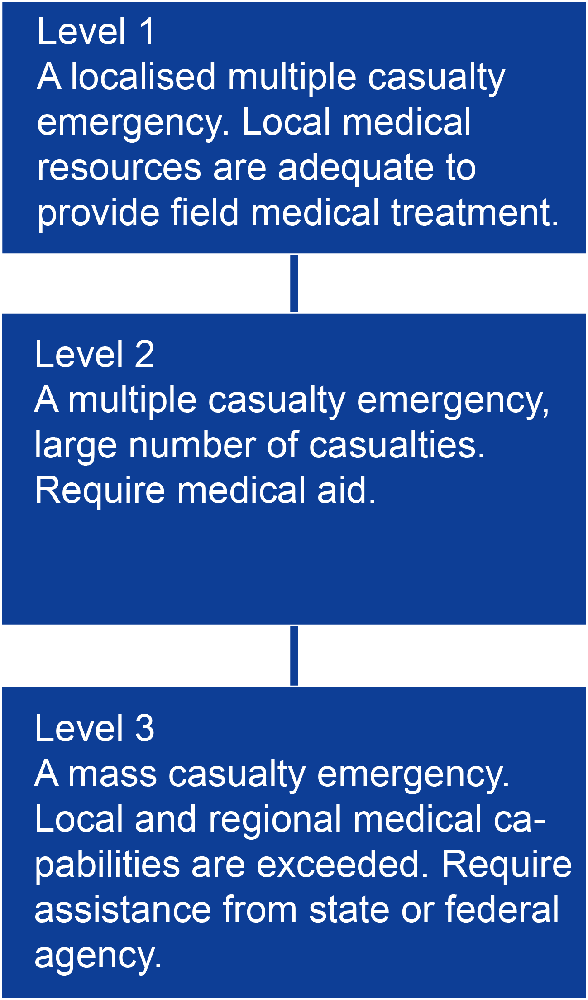 Level 1
A localised multiple casualty
emergency. Local medical
resources are adequate to
provide field medical treatment.
Level 2
A multiple casualty emergency,
large number of casualties.
Require medical aid.
Level 3
A mass casualty emergency.
Local and regional medical ca-
pabilities are exceeded. Require
assistance from state or federal
agency.